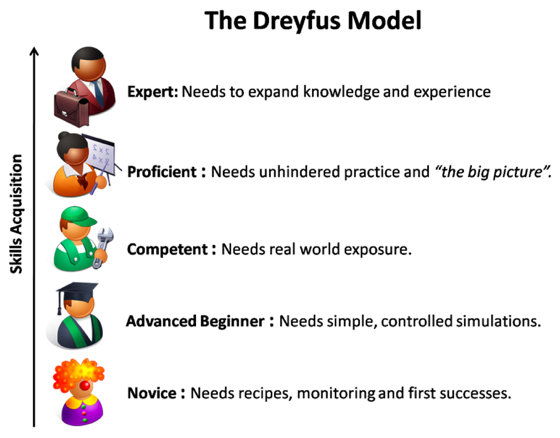 The Dreyfus Model
Skills Acquisition
Expert: Needs to expand knowledge and experience
Proficient : Needs unhindered practice and “the big picture”.
Competent : Needs real world exposure.
Advanced Beginner : Needs simple, controlled simulations.
Novice : Needs recipes, monitoring and first successes.